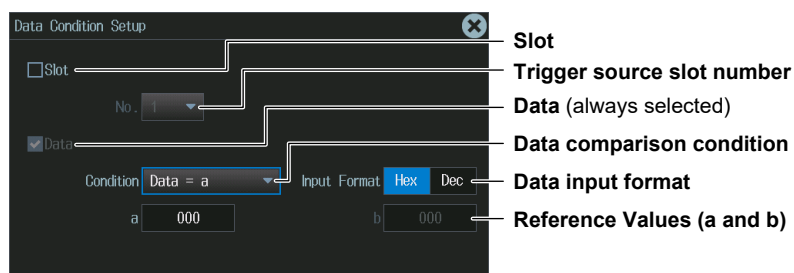 Data Condition Setup
Slot
Slot
No. 1
Trigger source slot number
Data
Data (always selected)
Condition Data = a
Data comparison condition
Input Format Hex Dec
Data input format
a 000
b 000
Reference Values (a and b)